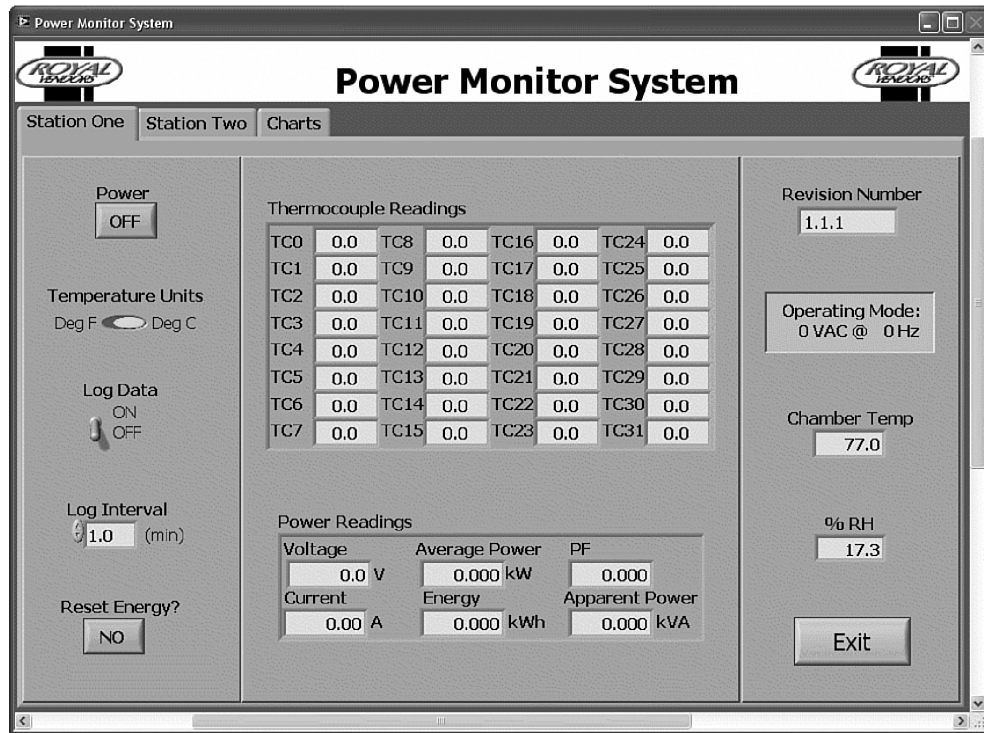 Power Monitor System
ROYAL VENDORS
Power Monitor System
ROYAL VENDORS
Station One Station Two Charts
Power
OFF
Temperature Units
Deg F Deg C
Log Data
ON
OFF
Log Interval
1.0 (min)
Reset Energy?
NO
Thermocouple Readings
TC0 0.0 TC8 0.0 TC16 0.0 TC24 0.0
TC1 0.0 TC9 0.0 TC17 0.0 TC25 0.0
TC2 0.0 TC10 0.0 TC18 0.0 TC26 0.0
TC3 0.0 TC11 0.0 TC19 0.0 TC27 0.0
TC4 0.0 TC12 0.0 TC20 0.0 TC28 0.0
TC5 0.0 TC13 0.0 TC21 0.0 TC29 0.0
TC6 0.0 TC14 0.0 TC22 0.0 TC30 0.0
TC7 0.0 TC15 0.0 TC23 0.0 TC31 0.0
Power Readings
Voltage Average Power PF
0.0 V 0.000 kW 0.000
Current Energy Apparent Power
0.00 A 0.000 kWh 0.000 kVA
Revision Number
1.1.1
Operating Mode:
0 VAC @ 0 Hz
Chamber Temp
77.0
% RH
17.3
Exit